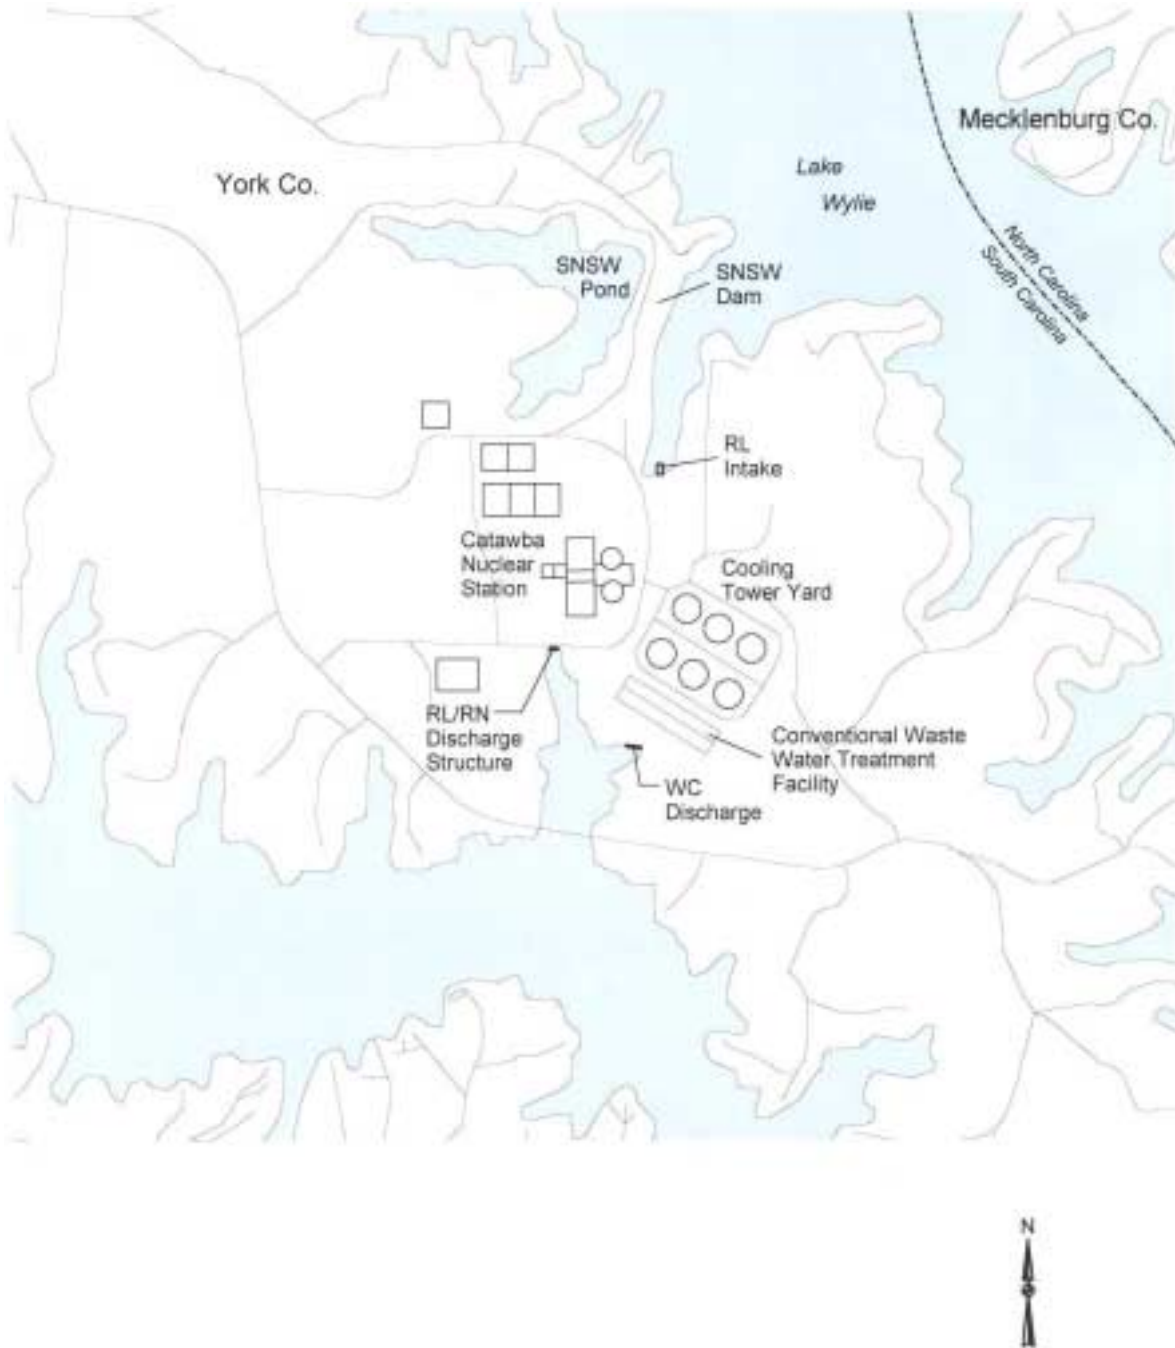 Mecklenburg Co.
Lake
Wylie
York Co.
North Carolina
South Carolina
SNSW
Pond
SNSW
Dam
RL
Intake
Catawba
Nuclear
Station
Cooling
Tower Yard
RL/RN
Discharge
Structure
Conventional Waste
Water Treatment
Facility
WC
Discharge
N